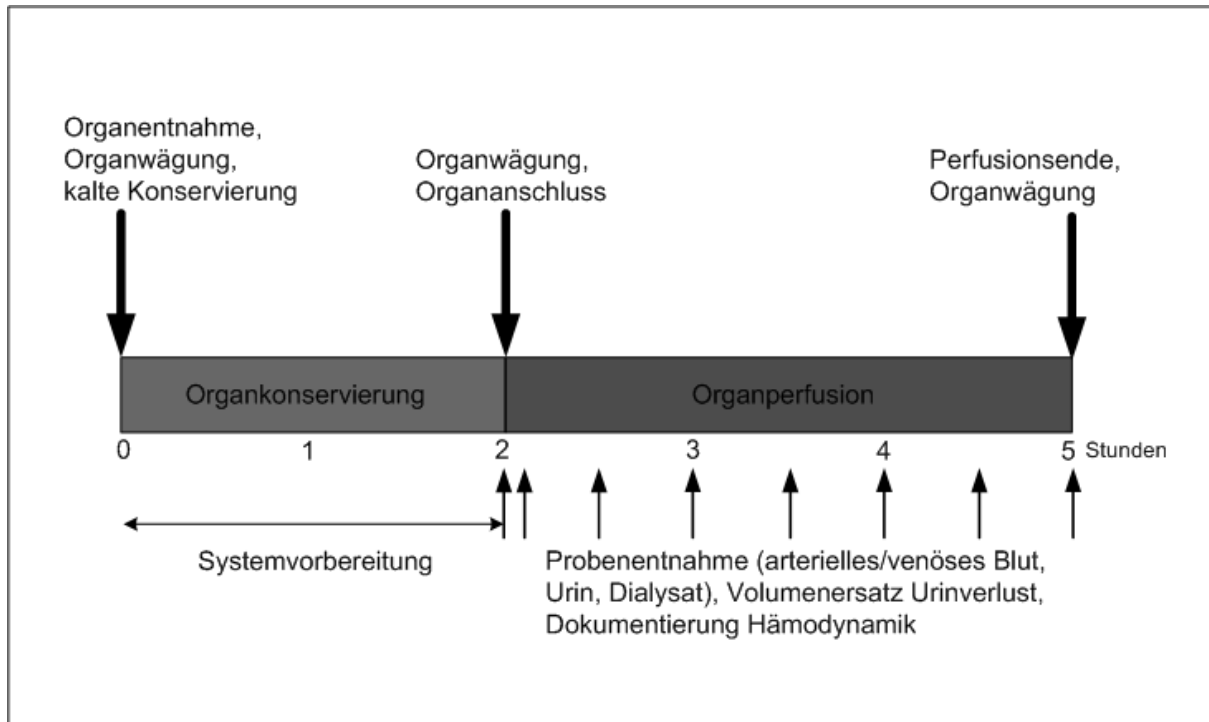 Organentnahme,
Organwägung,
kalte Konservierung
Organwägung,
Organanschluss
Perfusionsende,
Organwägung
Organkonservierung
Organperfusion
0 1 2 3 4 5 Stunden
Systemvorbereitung
Probenentnahme (arterielles/venöses Blut,
Urin, Dialysat), Volumenersatz Urinverlust,
Dokumentierung Hämodynamik